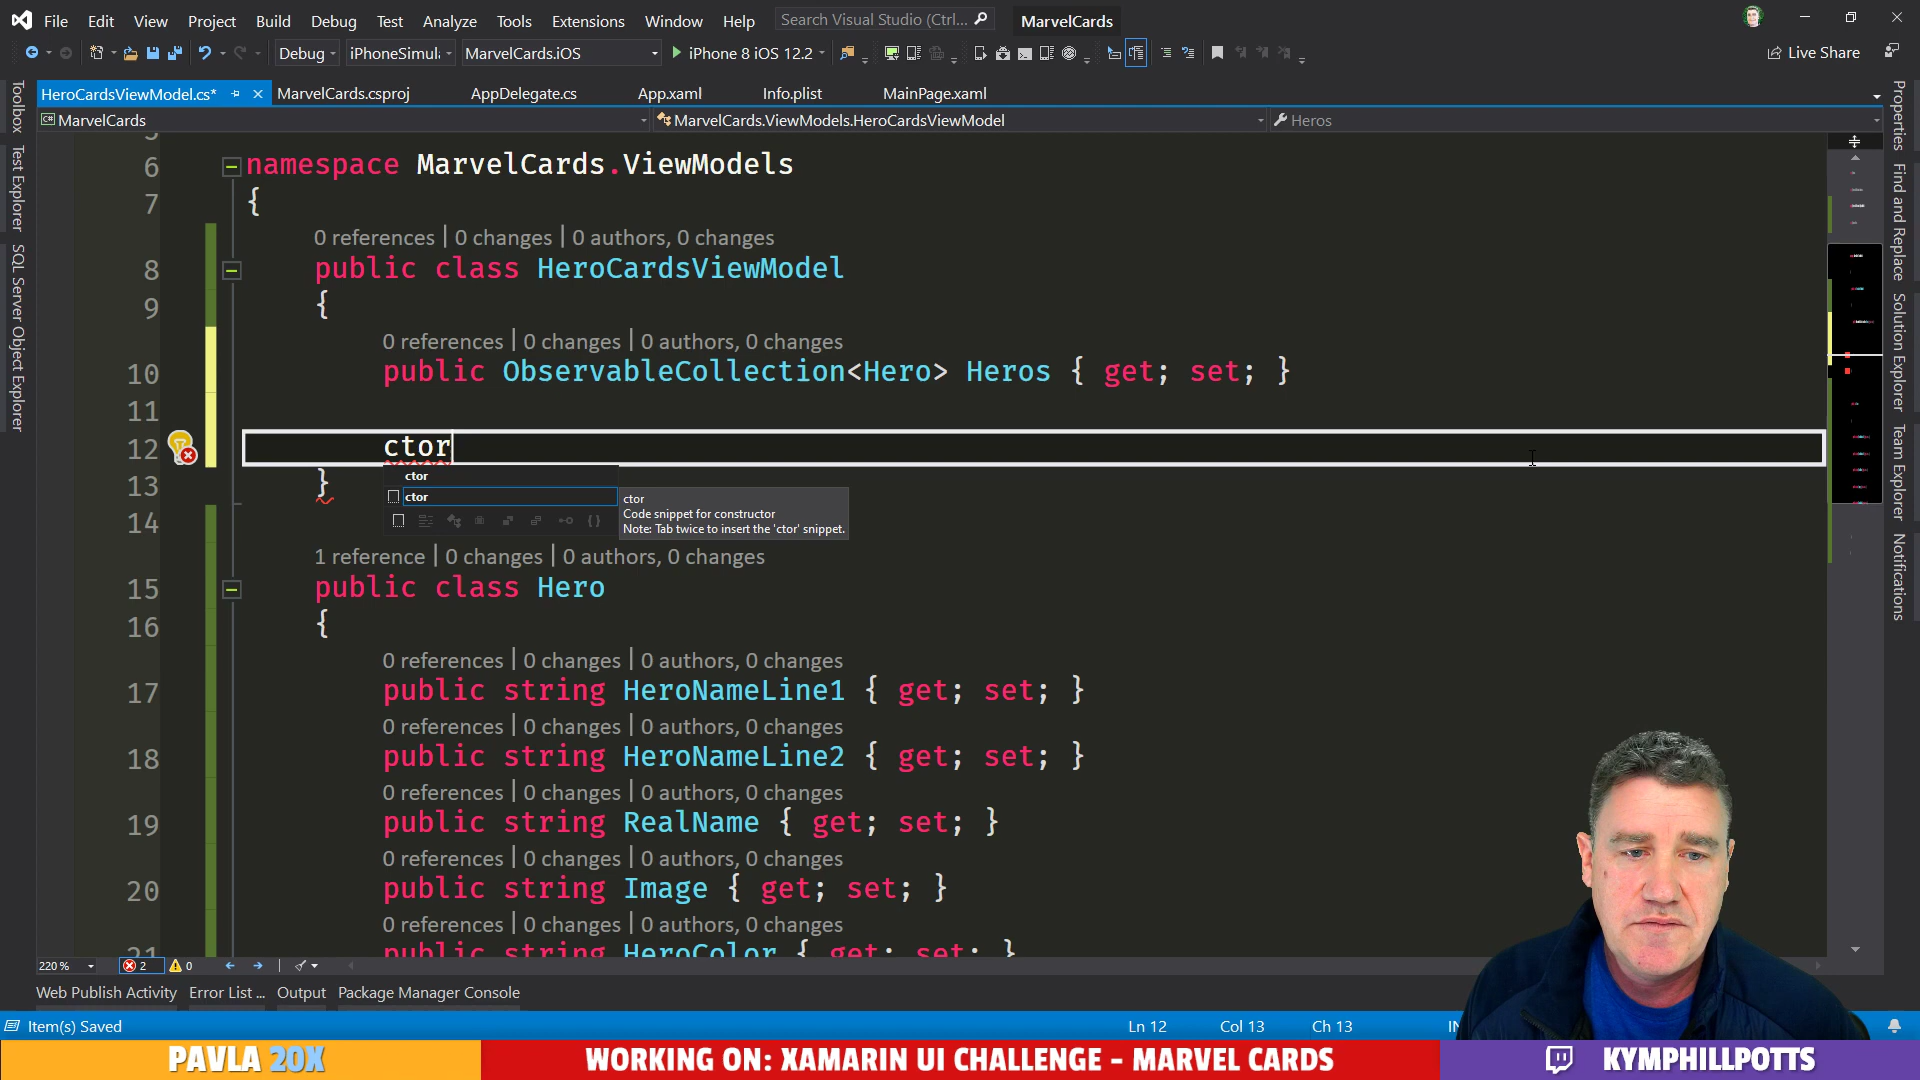 File Edit View Project Build Debug Test Analyze Tools Extensions Window Help Search Visual Studio (Ctrl... MarvelCards
Debug iPhoneSimula MarvelCards.iOS iPhone 8 iOS 12.2 Live Share
HeroCardsViewModel.cs* MarvelCards.csproj AppDelegate.cs App.xaml Info.plist MainPage.xaml
MarvelCards MarvelCards.ViewModels.HeroCardsViewModel Heros
Toolbox
Test Explorer
SQL Server Object Explorer
6 namespace MarvelCards.ViewModels
7 {
0 references | 0 changes | 0 authors, 0 changes
8 public class HeroCardsViewModel
9 {
0 references | 0 changes | 0 authors, 0 changes
10 public ObservableCollection<Hero> Heros { get; set; }
11
12 ctor
13 }
ctor
ctor
ctor
Code snippet for constructor
Note: Tab twice to insert the 'ctor' snippet.
14
1 reference | 0 changes | 0 authors, 0 changes
15 public class Hero
16 {
0 references | 0 changes | 0 authors, 0 changes
17 public string HeroNameLine1 { get; set; }
0 references | 0 changes | 0 authors, 0 changes
18 public string HeroNameLine2 { get; set; }
0 references | 0 changes | 0 authors, 0 changes
19 public string RealName { get; set; }
0 references | 0 changes | 0 authors, 0 changes
20 public string Image { get; set; }
0 references | 0 changes | 0 authors, 0 changes
21 public string HeroColor { get; set; }
Properties
Find and Replace
Solution Explorer
Team Explorer
Notifications
220 % 2 0
Web Publish Activity Error List ... Output Package Manager Console
Item(s) Saved Ln 12 Col 13 Ch 13
PAVLA 20X WORKING ON: XAMARIN UI CHALLENGE - MARVEL CARDS KYMPHILLPOTTS